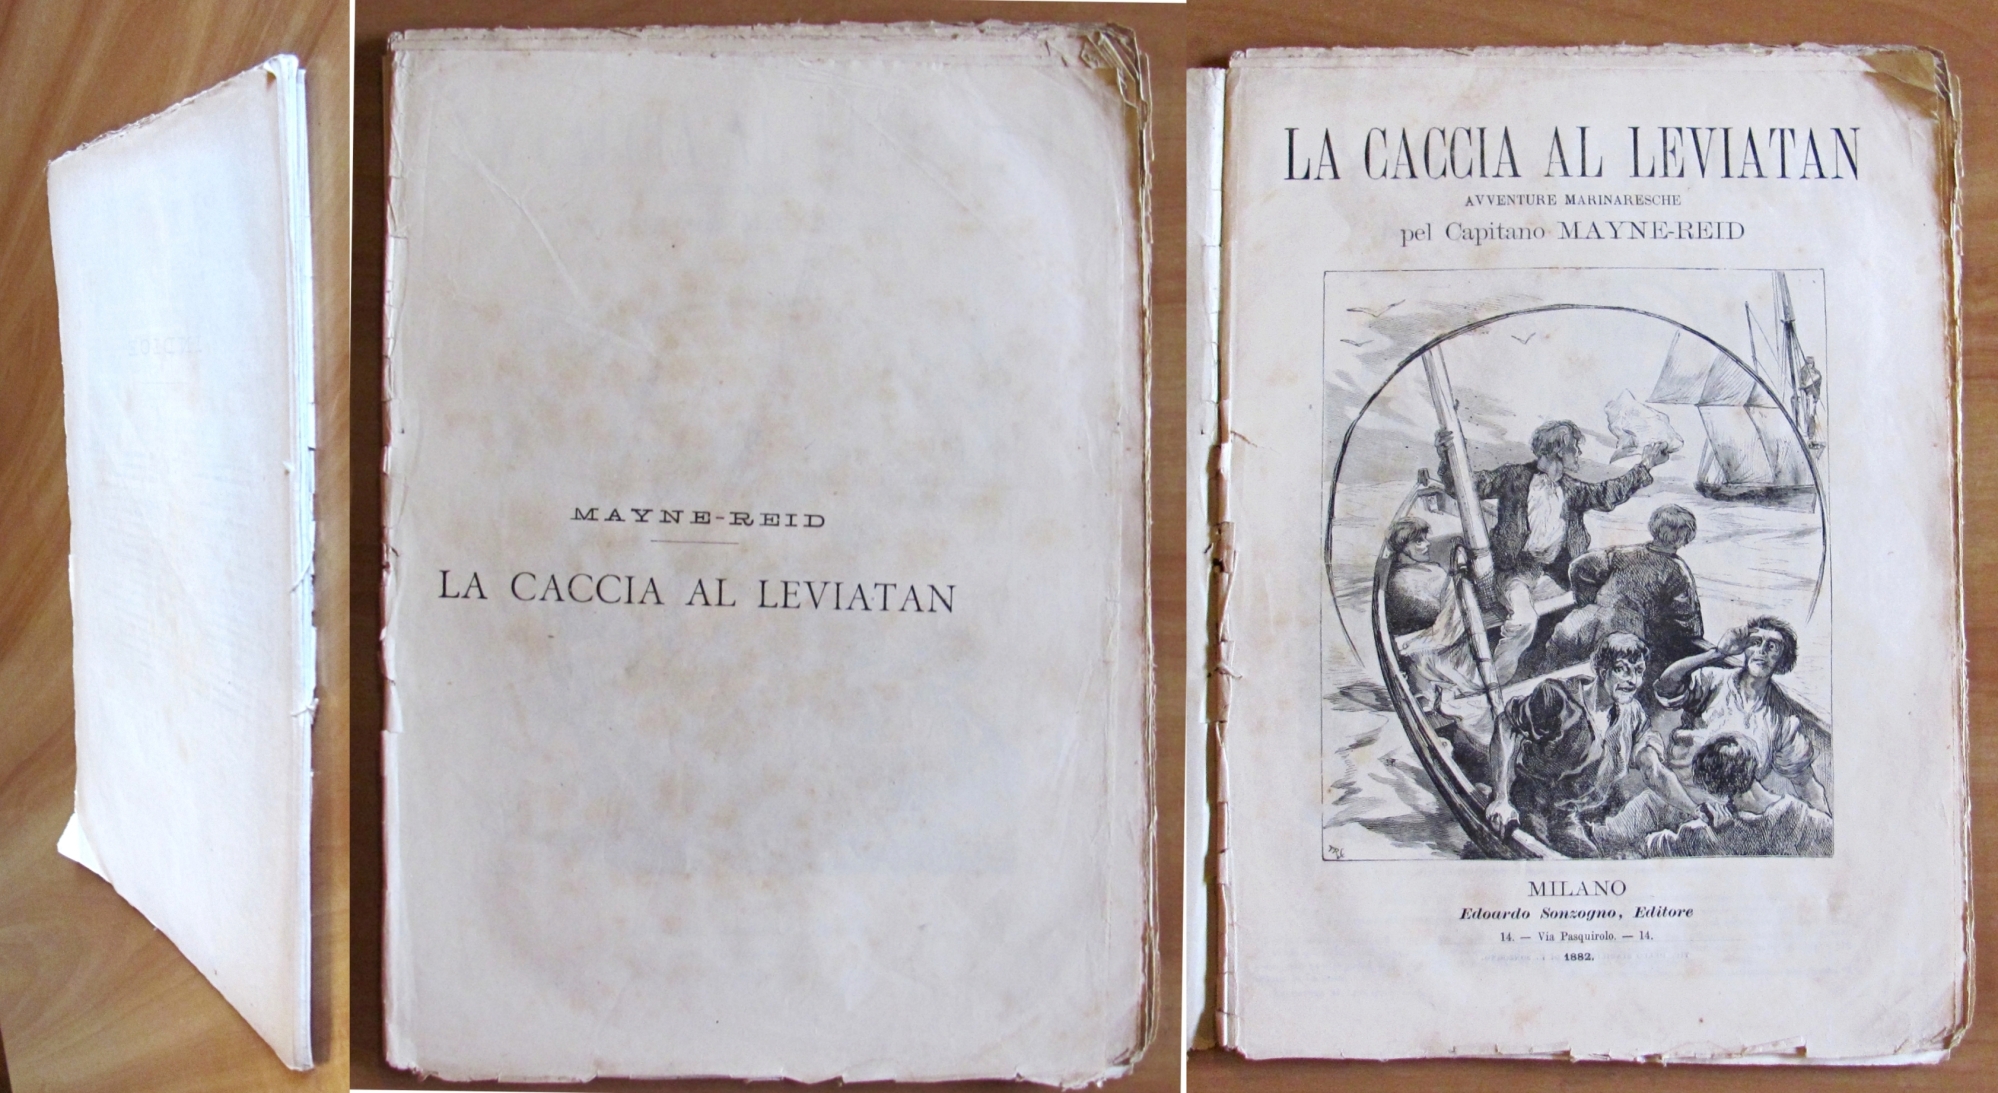 MAYNE-REID
LA CACCIA AL LEVIATAN
LA CACCIA AL LEVIATAN
AVVENTURE MARINARESCHE
pel Capitano MAYNE-REID
MILANO
Edoardo Sonzogno, Editore
14. — Via Pasquirolo. — 14.
1882.